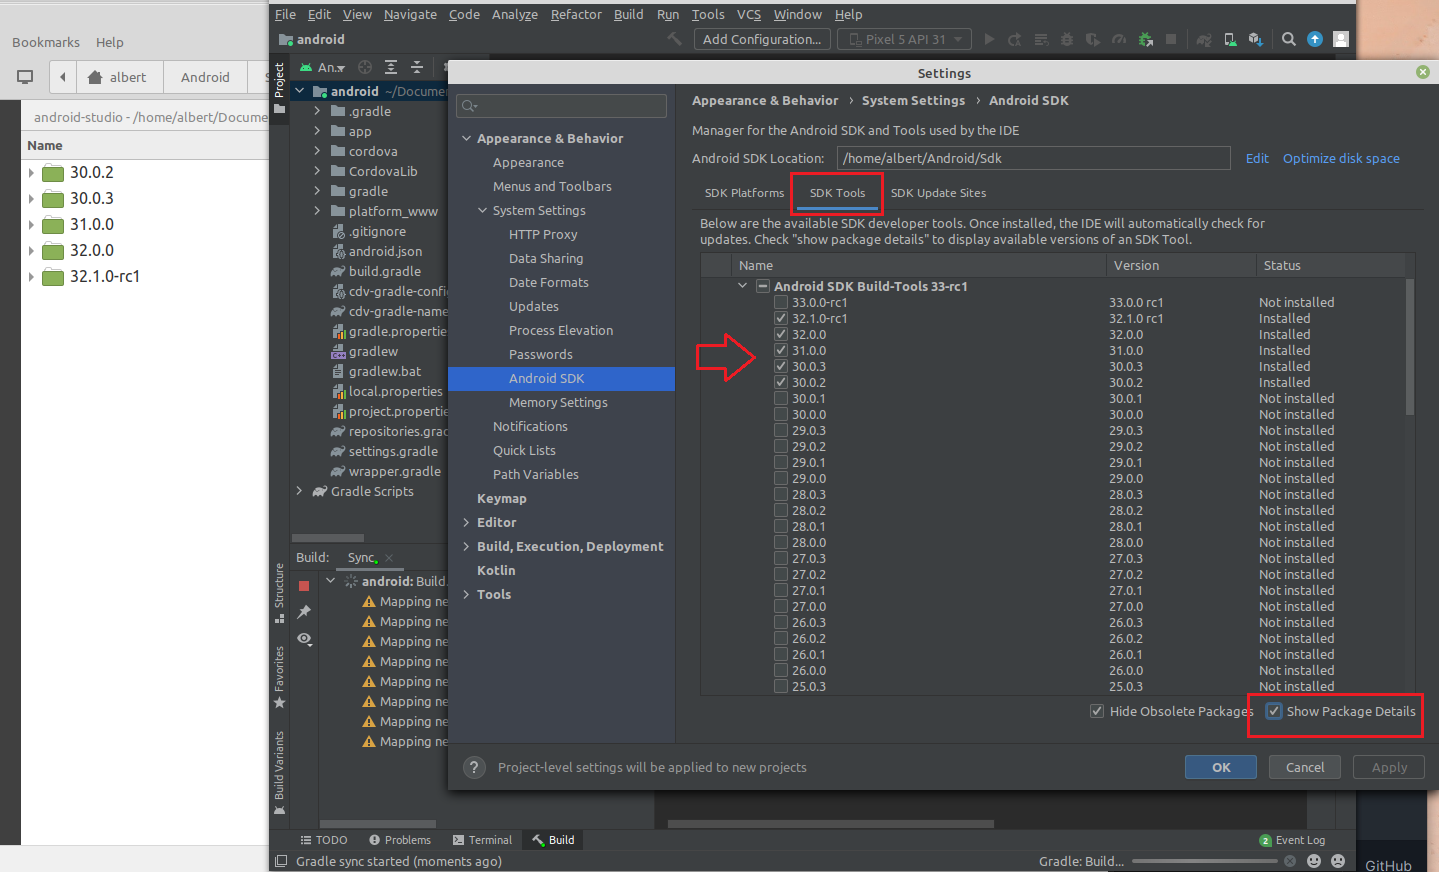 Bookmarks Help
albert Android
android-studio - /home/albert/Docume
Name
30.0.2
30.0.3
31.0.0
32.0.0
32.1.0-rc1
File Edit View Navigate Code Analyze Refactor Build Run Tools VCS Window Help
android
Add Configuration...
Pixel 5 API 31
Project
An...
android ~/Docume
.gradle
app
cordova
CordovaLib
gradle
platform_www
.gitignore
android.json
build.gradle
cdv-gradle-confi
cdv-gradle-name
gradle.propertie
gradlew
gradlew.bat
local.properties
project.propertie
repositories.grad
settings.gradle
wrapper.gradle
Gradle Scripts
Build: Sync
android: Build
Mapping ne
Mapping ne
Mapping ne
Mapping ne
Mapping ne
Mapping ne
Mapping ne
Mapping ne
Structure
Favorites
Build Variants
Settings
Appearance & Behavior
Appearance
Menus and Toolbars
System Settings
HTTP Proxy
Data Sharing
Date Formats
Updates
Process Elevation
Passwords
Android SDK
Memory Settings
Notifications
Quick Lists
Path Variables
Keymap
Editor
Build, Execution, Deployment
Kotlin
Tools
Appearance & Behavior › System Settings › Android SDK
Manager for the Android SDK and Tools used by the IDE
Android SDK Location: /home/albert/Android/Sdk Edit Optimize disk space
SDK Platforms SDK Tools SDK Update Sites
Below are the available SDK developer tools. Once installed, the IDE will automatically check for
updates. Check "show package details" to display available versions of an SDK Tool.
Name Version Status
Android SDK Build-Tools 33-rc1
33.0.0-rc1 33.0.0 rc1 Not installed
32.1.0-rc1 32.1.0 rc1 Installed
32.0.0 32.0.0 Installed
31.0.0 31.0.0 Installed
30.0.3 30.0.3 Installed
30.0.2 30.0.2 Installed
30.0.1 30.0.1 Not installed
30.0.0 30.0.0 Not installed
29.0.3 29.0.3 Not installed
29.0.2 29.0.2 Not installed
29.0.1 29.0.1 Not installed
29.0.0 29.0.0 Not installed
28.0.3 28.0.3 Not installed
28.0.2 28.0.2 Not installed
28.0.1 28.0.1 Not installed
28.0.0 28.0.0 Not installed
27.0.3 27.0.3 Not installed
27.0.2 27.0.2 Not installed
27.0.1 27.0.1 Not installed
27.0.0 27.0.0 Not installed
26.0.3 26.0.3 Not installed
26.0.2 26.0.2 Not installed
26.0.1 26.0.1 Not installed
26.0.0 26.0.0 Not installed
25.0.3 25.0.3 Not installed
Hide Obsolete Packages Show Package Details
? Project-level settings will be applied to new projects
OK Cancel Apply
TODO Problems Terminal Build 2 Event Log
Gradle sync started (moments ago) Gradle: Build...
GitHub